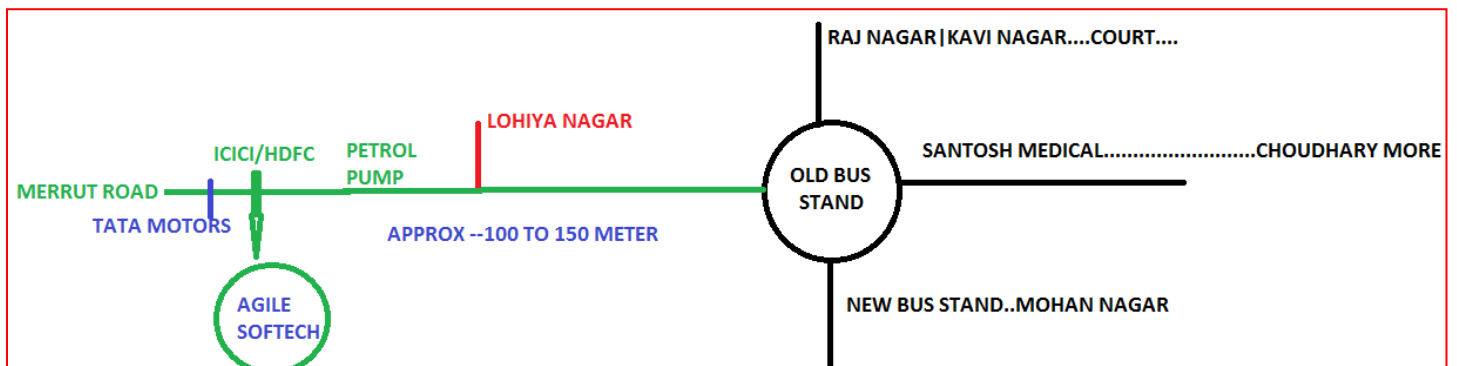 RAJ NAGAR|KAVI NAGAR....COURT....
LOHIYA NAGAR
ICICI/HDFC
PETROL
PUMP
SANTOSH MEDICAL..........................CHOUDHARY MORE
MERRUT ROAD
OLD BUS
STAND
TATA MOTORS
APPROX --100 TO 150 METER
AGILE
SOFTECH
NEW BUS STAND..MOHAN NAGAR